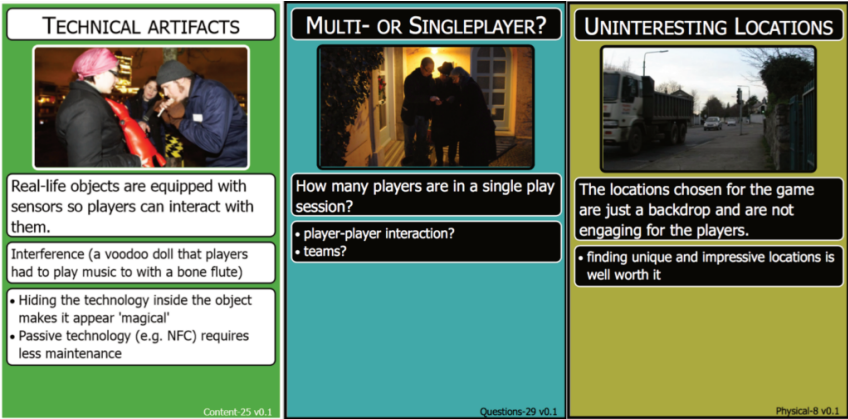 TECHNICAL ARTIFACTS
Real-life objects are equipped with
sensors so players can interact with
them.
Interference (a voodoo doll that players
had to play music to with a bone flute)
• Hiding the technology inside the object
makes it appear 'magical'
• Passive technology (e.g. NFC) requires
less maintenance
Content-25 v0.1
MULTI- OR SINGLEPLAYER?
How many players are in a single play
session?
• player-player interaction?
• teams?
Questions-29 v0.1
UNINTERESTING LOCATIONS
The locations chosen for the game
are just a backdrop and are not
engaging for the players.
• finding unique and impressive locations is
well worth it
Physical-8 v0.1